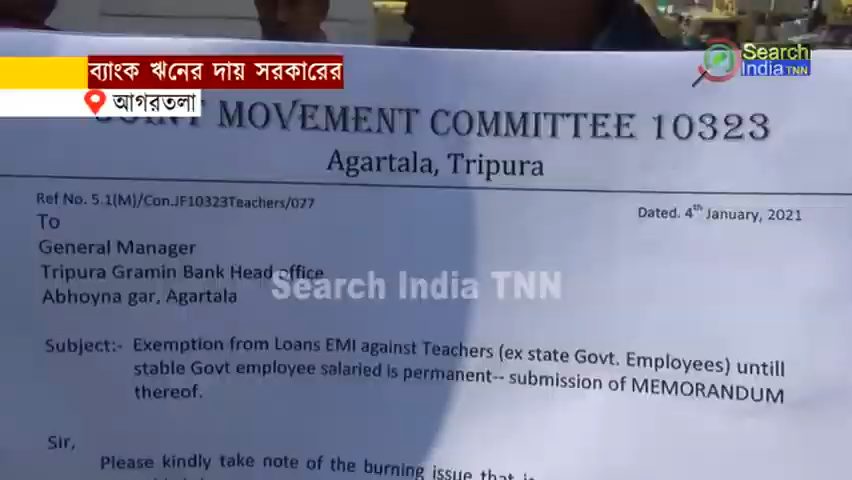 ব্যাংক ঋনের দায় সরকারের
আগরতলা
Search
India TNN
JOINT MOVEMENT COMMITTEE 10323
Agartala, Tripura
Ref No. 5.1(M)/Con.JF10323Teachers/077
Dated. 4th January, 2021
To
General Manager
Tripura Gramin Bank Head office
Abhoyna gar, Agartala
Search India TNN
Subject:- Exemption from Loans EMI against Teachers (ex state Govt. Employees) untill
stable Govt employee salaried is permanent-- submission of MEMORANDUM
thereof.
Sir,
Please kindly take note of the burning issue that